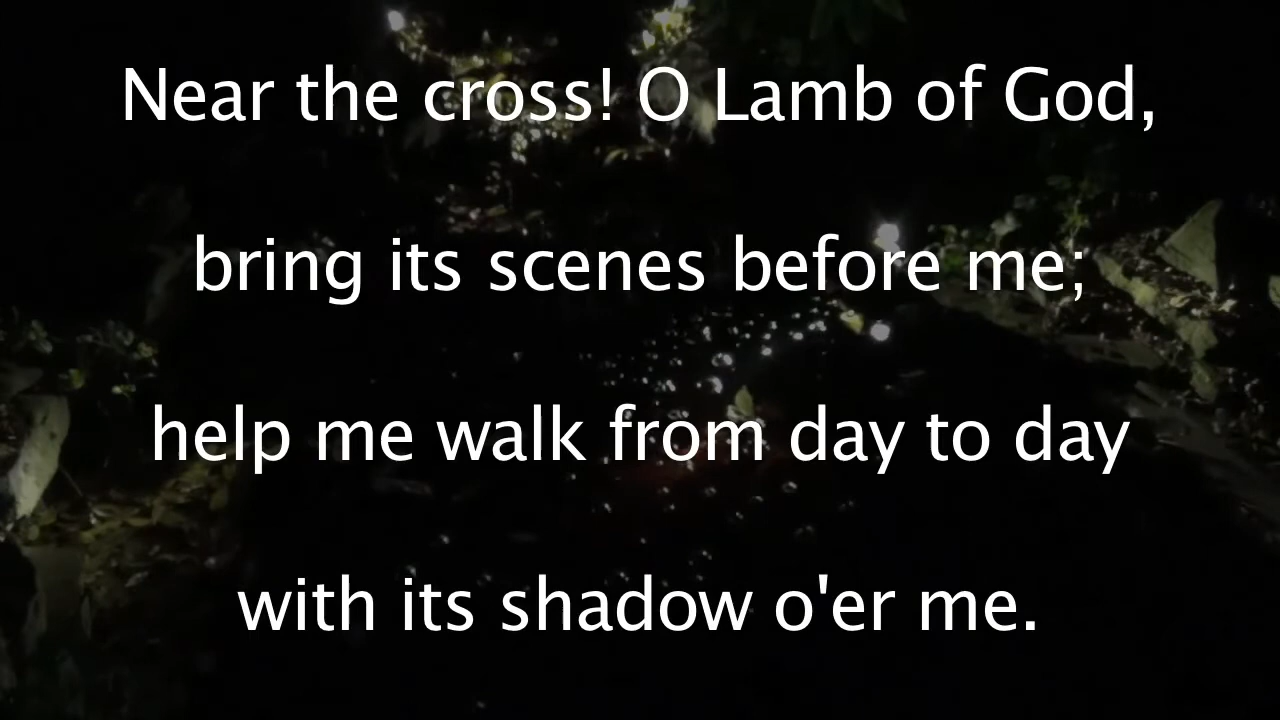 Near the cross! O Lamb of God,
bring its scenes before me;
help me walk from day to day
with its shadow o'er me.